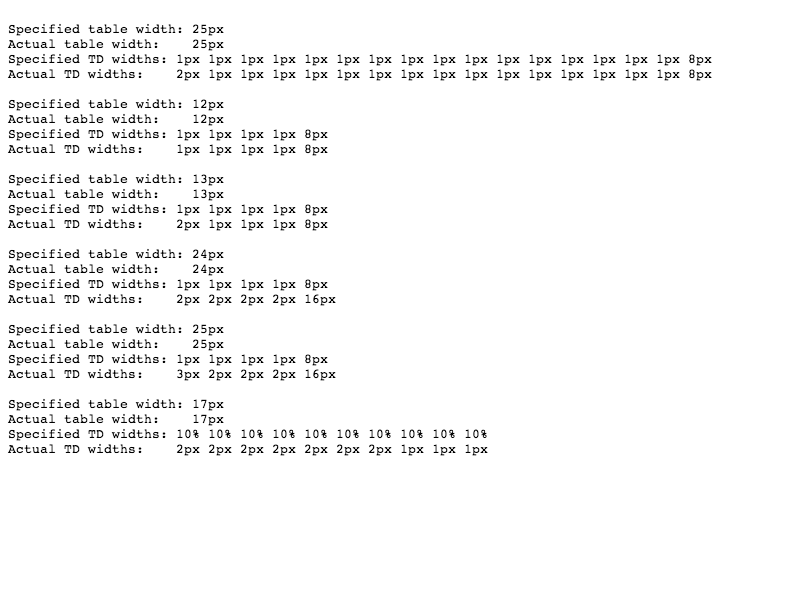 Specified table width: 25px
Actual table width:    25px
Specified TD widths: 1px 1px 1px 1px 1px 1px 1px 1px 1px 1px 1px 1px 1px 1px 1px 1px 8px
Actual TD widths:    2px 1px 1px 1px 1px 1px 1px 1px 1px 1px 1px 1px 1px 1px 1px 1px 8px
Specified table width: 12px
Actual table width:    12px
Specified TD widths: 1px 1px 1px 1px 8px
Actual TD widths:    1px 1px 1px 1px 8px
Specified table width: 13px
Actual table width:    13px
Specified TD widths: 1px 1px 1px 1px 8px
Actual TD widths:    2px 1px 1px 1px 8px
Specified table width: 24px
Actual table width:    24px
Specified TD widths: 1px 1px 1px 1px 8px
Actual TD widths:    2px 2px 2px 2px 16px
Specified table width: 25px
Actual table width:    25px
Specified TD widths: 1px 1px 1px 1px 8px
Actual TD widths:    3px 2px 2px 2px 16px
Specified table width: 17px
Actual table width:    17px
Specified TD widths: 10% 10% 10% 10% 10% 10% 10% 10% 10% 10%
Actual TD widths:    2px 2px 2px 2px 2px 2px 2px 1px 1px 1px